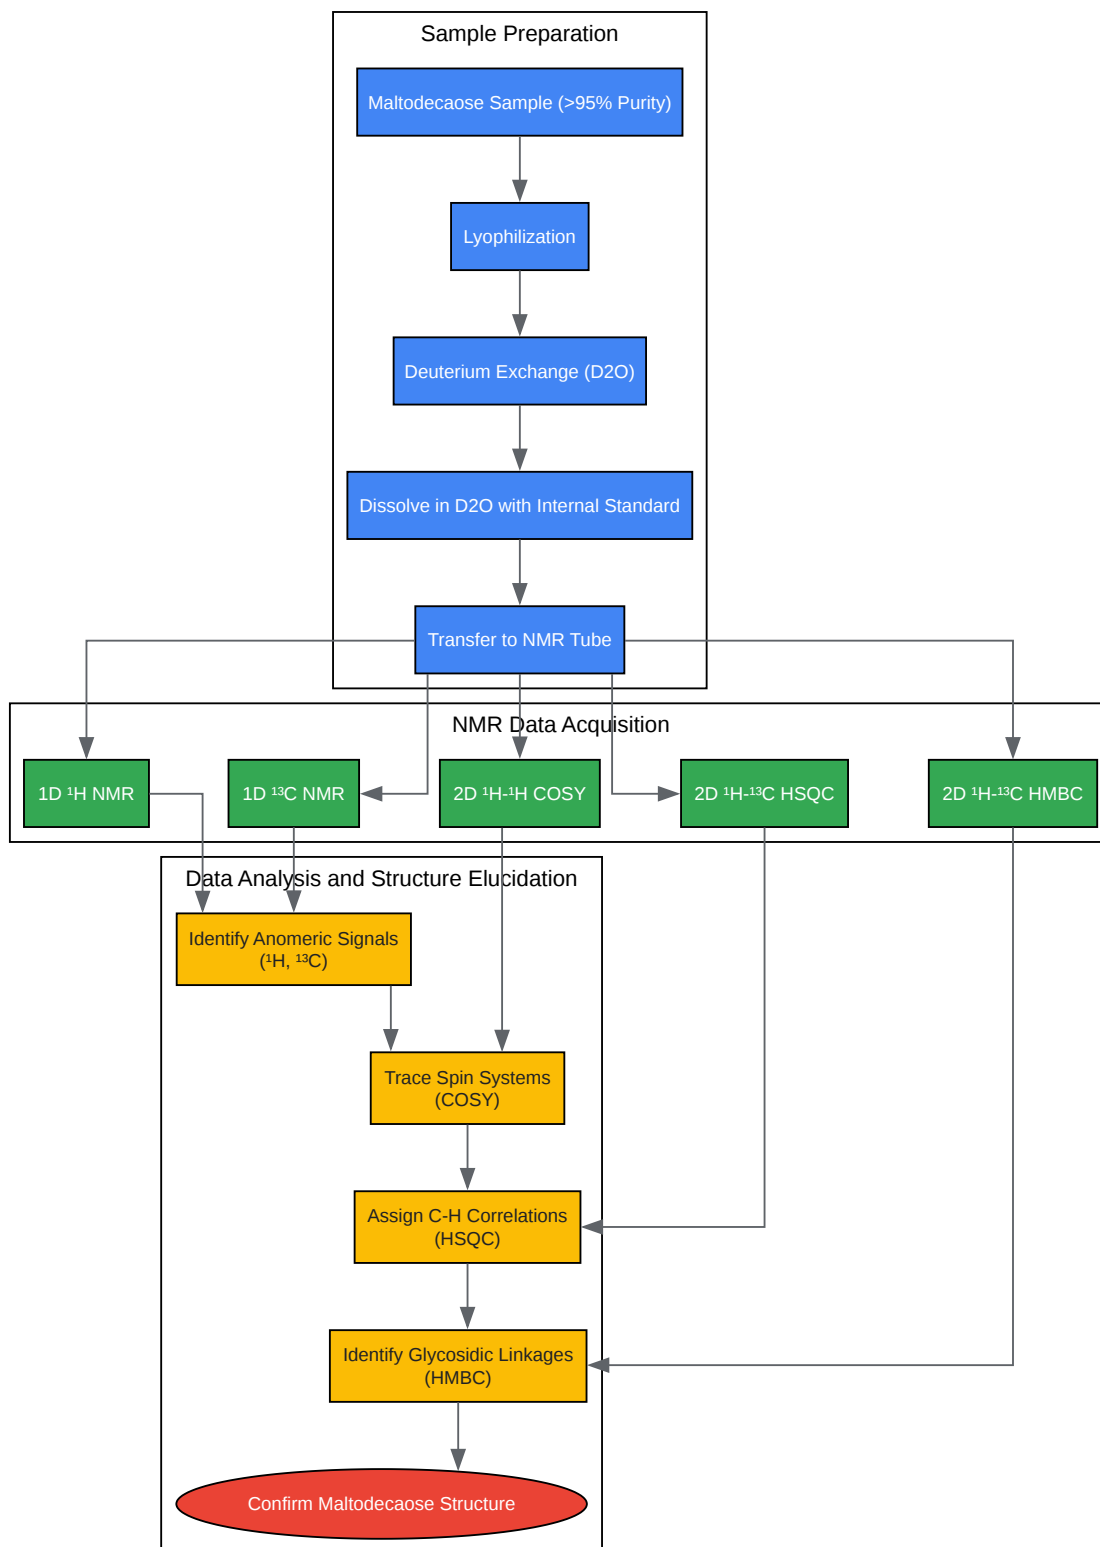 Sample Preparation
Maltodecaose Sample (>95% Purity)
Lyophilization
Deuterium Exchange (D2O)
Dissolve in D2O with Internal Standard
Transfer to NMR Tube
NMR Data Acquisition
1D ¹H NMR
1D ¹³C NMR
2D ¹H-¹H COSY
2D ¹H-¹³C HSQC
2D ¹H-¹³C HMBC
Data Analysis and Structure Elucidation
Identify Anomeric Signals
(¹H, ¹³C)
Trace Spin Systems
(COSY)
Assign C-H Correlations
(HSQC)
Identify Glycosidic Linkages
(HMBC)
Confirm Maltodecaose Structure